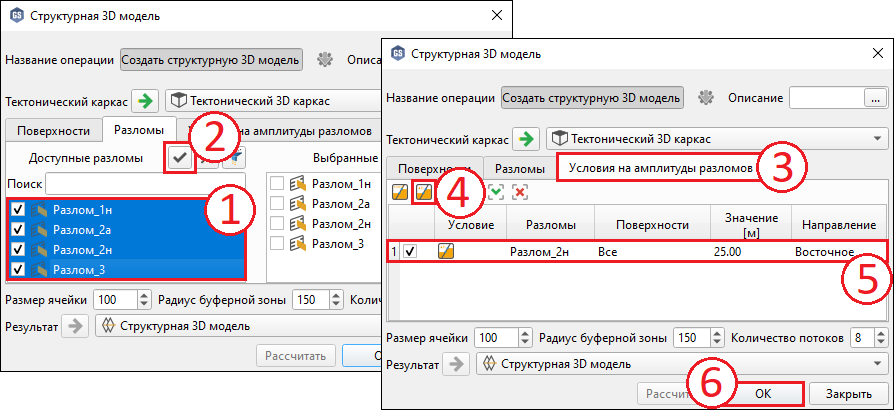 GS Структурная 3D модель
Название операции Создать структурную 3D модель Описа
Тектонический каркас Тектонический 3D каркас
Поверхности Разломы на амплитуды разломов
2
Доступные разломы Выбранные
Поиск
1
Разлом_1н
Разлом_2а
Разлом_2н
Разлом_3
Разлом_1н
Разлом_2а
Разлом_2н
Разлом_3
Размер ячейки 100 Радиус буферной зоны 150 Колич
Результат Структурная 3D модель
Рассчитать
GS Структурная 3D модель
Название операции Создать структурную 3D модель Описание ...
Тектонический каркас Тектонический 3D каркас
Поверхности Разломы Условия на амплитуды разломов 3
4
Условие Разломы Поверхности Значение [м] Направление
1 Разлом_2н Все 25.00 Восточное
5
Размер ячейки 100 Радиус буферной зоны 150 Количество потоков 8
Результат Структурная 3D модель
6
Рассчит OK Закрыть